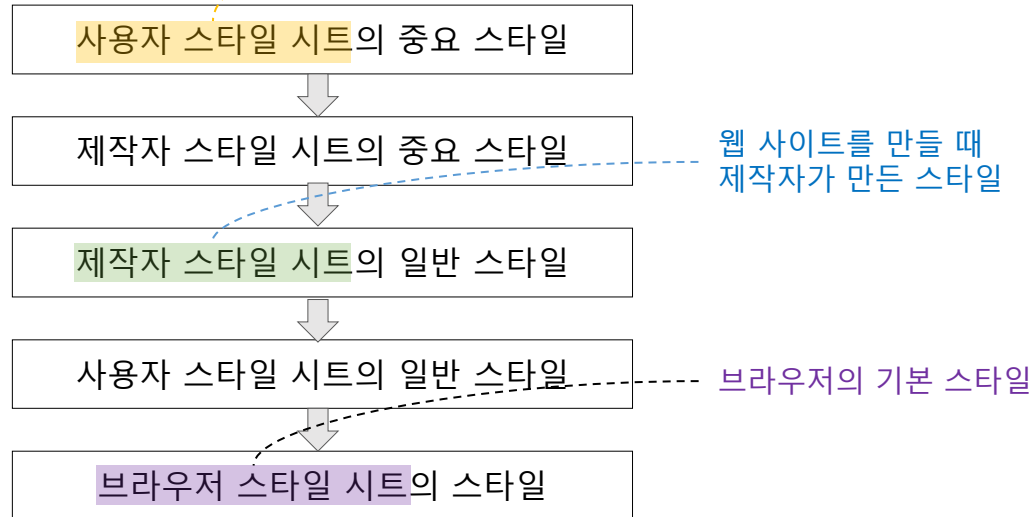 사용자 스타일 시트의 중요 스타일
제작자 스타일 시트의 중요 스타일
웹 사이트를 만들 때
제작자가 만든 스타일
제작자 스타일 시트의 일반 스타일
사용자 스타일 시트의 일반 스타일
브라우저의 기본 스타일
브라우저 스타일 시트의 스타일